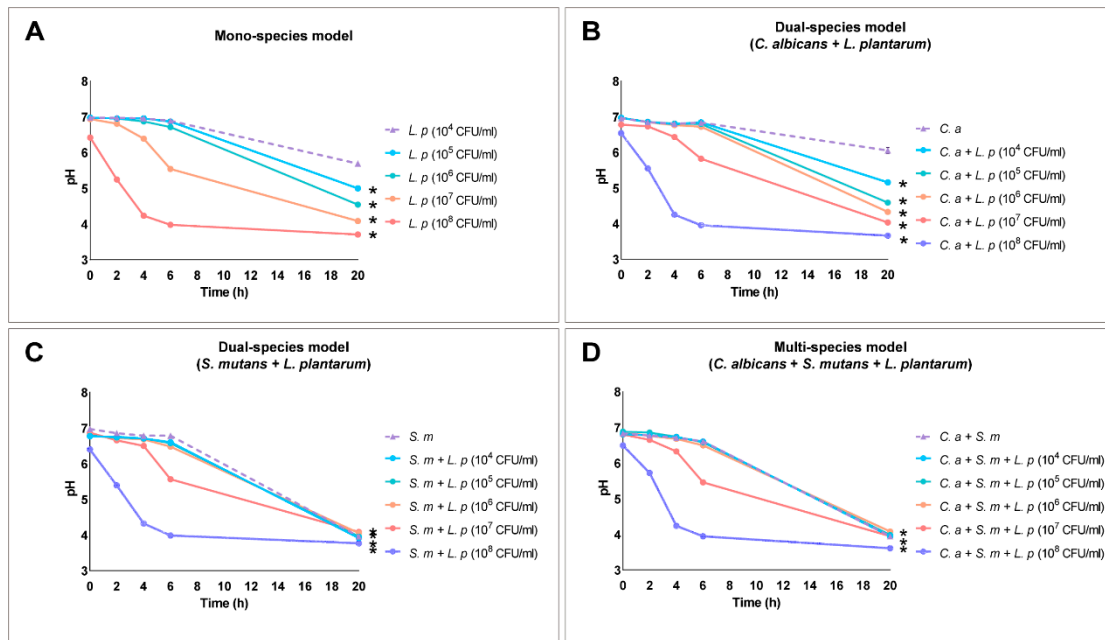 A
Mono-species model
8
7
6
5
4
3
pH
0 2 4 6 8 10 12 14 16 18 20
Time (h)
*
*
*
*
L. p (10⁴ CFU/ml)
L. p (10⁵ CFU/ml)
L. p (10⁶ CFU/ml)
L. p (10⁷ CFU/ml)
L. p (10⁸ CFU/ml)
B
Dual-species model
(C. albicans + L. plantarum)
8
7
6
5
4
3
pH
0 2 4 6 8 10 12 14 16 18 20
Time (h)
*
*
*
*
*
C. a
C. a + L. p (10⁴ CFU/ml)
C. a + L. p (10⁵ CFU/ml)
C. a + L. p (10⁶ CFU/ml)
C. a + L. p (10⁷ CFU/ml)
C. a + L. p (10⁸ CFU/ml)
C
Dual-species model
(S. mutans + L. plantarum)
8
7
6
5
4
3
pH
0 2 4 6 8 10 12 14 16 18 20
Time (h)
*
*
*
*
S. m
S. m + L. p (10⁴ CFU/ml)
S. m + L. p (10⁵ CFU/ml)
S. m + L. p (10⁶ CFU/ml)
S. m + L. p (10⁷ CFU/ml)
S. m + L. p (10⁸ CFU/ml)
D
Multi-species model
(C. albicans + S. mutans + L. plantarum)
8
7
6
5
4
3
pH
0 2 4 6 8 10 12 14 16 18 20
Time (h)
*
*
*
C. a + S. m
C. a + S. m + L. p (10⁴ CFU/ml)
C. a + S. m + L. p (10⁵ CFU/ml)
C. a + S. m + L. p (10⁶ CFU/ml)
C. a + S. m + L. p (10⁷ CFU/ml)
C. a + S. m + L. p (10⁸ CFU/ml)